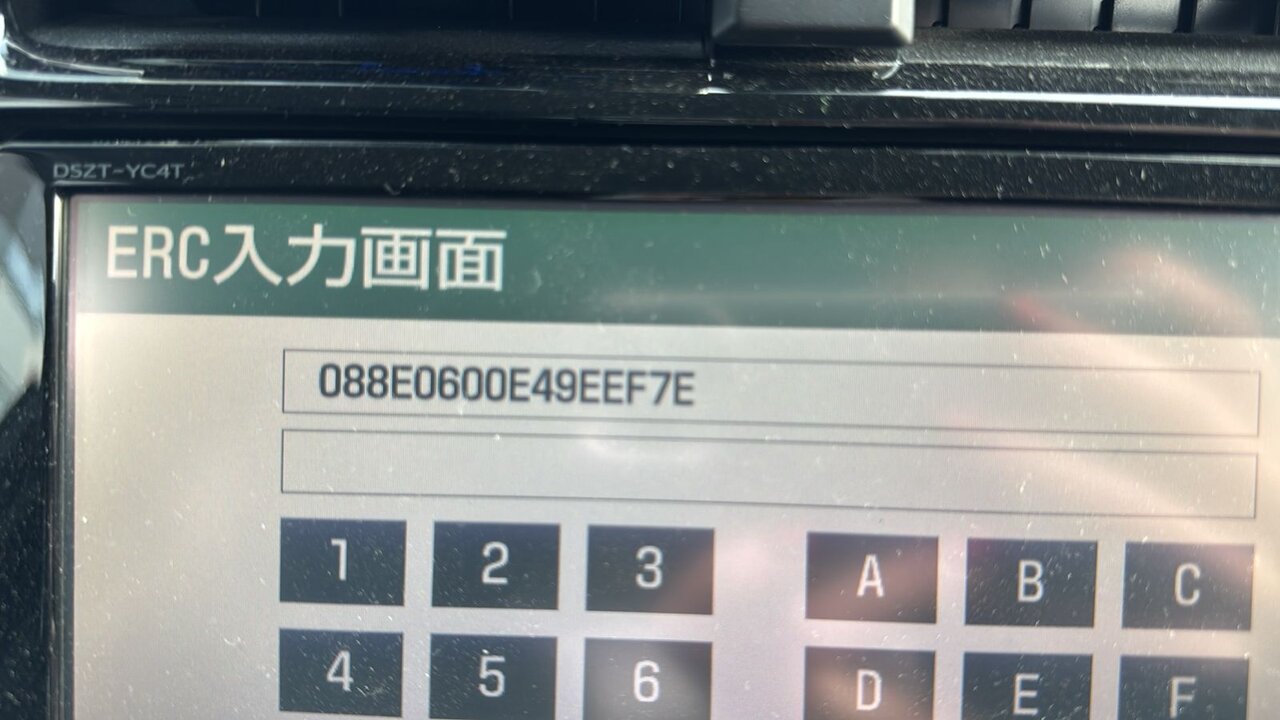 DSZT-YC4T
ERC入力画面
088E0600E49EEF7E
1 2 3 A B C
4 5 6 D E F